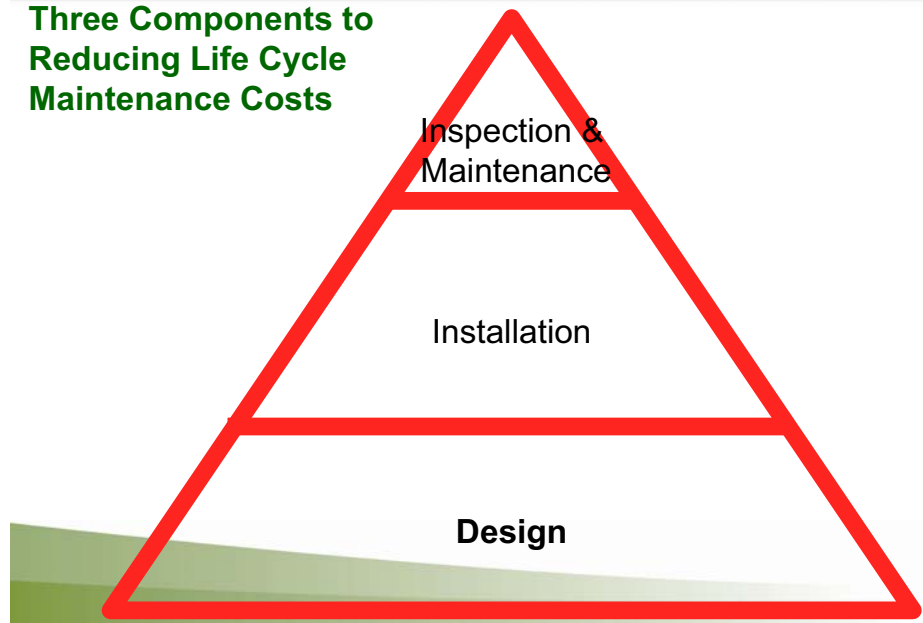 Three Components to
Reducing Life Cycle
Maintenance Costs
Inspection &
Maintenance
Installation
Design